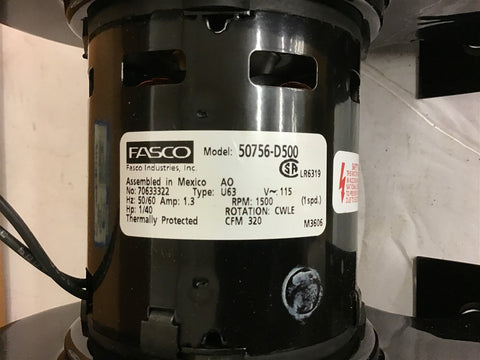 FASCO Model: 50756-D500
Fasco Industries, Inc. SA LR6319
Assembled in Mexico AO
No: 70633322 Type: U63 V~: 115
Hz: 50/60 Amp: 1.3 RPM: 1500 (1spd.)
Hp: 1/40 ROTATION: CWLE
Thermally Protected CFM 320 M3606